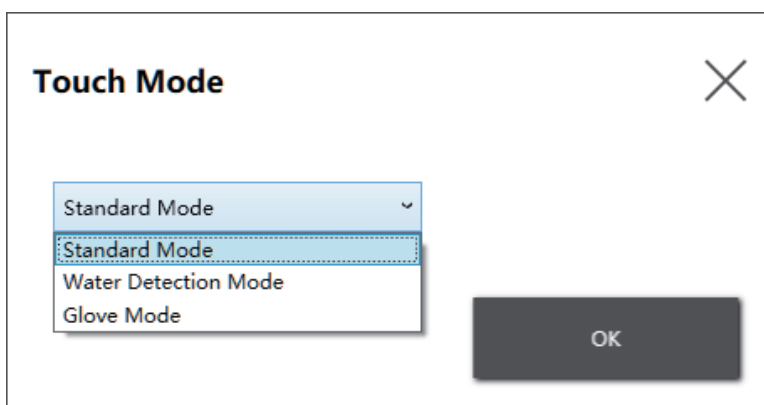 Touch Mode
Standard Mode
Standard Mode
Water Detection Mode
Glove Mode
OK